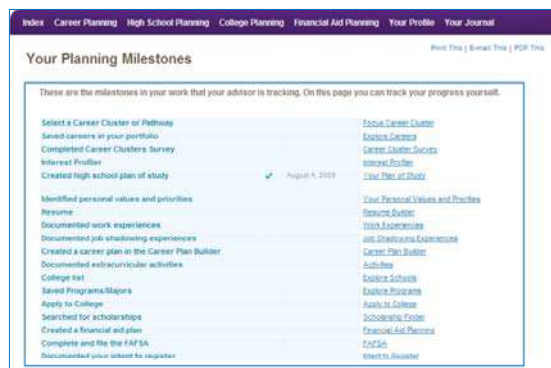 Index Career Planning High School Planning College Planning Financial Aid Planning Your Profile Your Journal
Print This | E-mail This | PDF This
Your Planning Milestones
These are the milestones in your work that your advisor is tracking. On this page you can track your progress yourself.
Select a Career Cluster or Pathway Focus Career Cluster
Saved careers in your portfolio Explore Careers
Completed Career Clusters Survey Career Cluster Survey
Interest Profiler Interest Profiler
Created high school plan of study ✓ August 4, 2009 Your Plan of Study
Identified personal values and priorities Your Personal Values and Priorities
Resume Resume Builder
Documented work experiences Work Experiences
Documented job shadowing experiences Job Shadowing Experiences
Created a career plan in the Career Plan Builder Career Plan Builder
Documented extracurricular activities Activities
College list Explore Schools
Saved Programs/Majors Explore Programs
Apply to College Apply to College
Searched for scholarships Scholarship Finder
Created a financial aid plan Financial Aid Planning
Complete and file the FAFSA FAFSA
Documented your intent to register Intent to Register